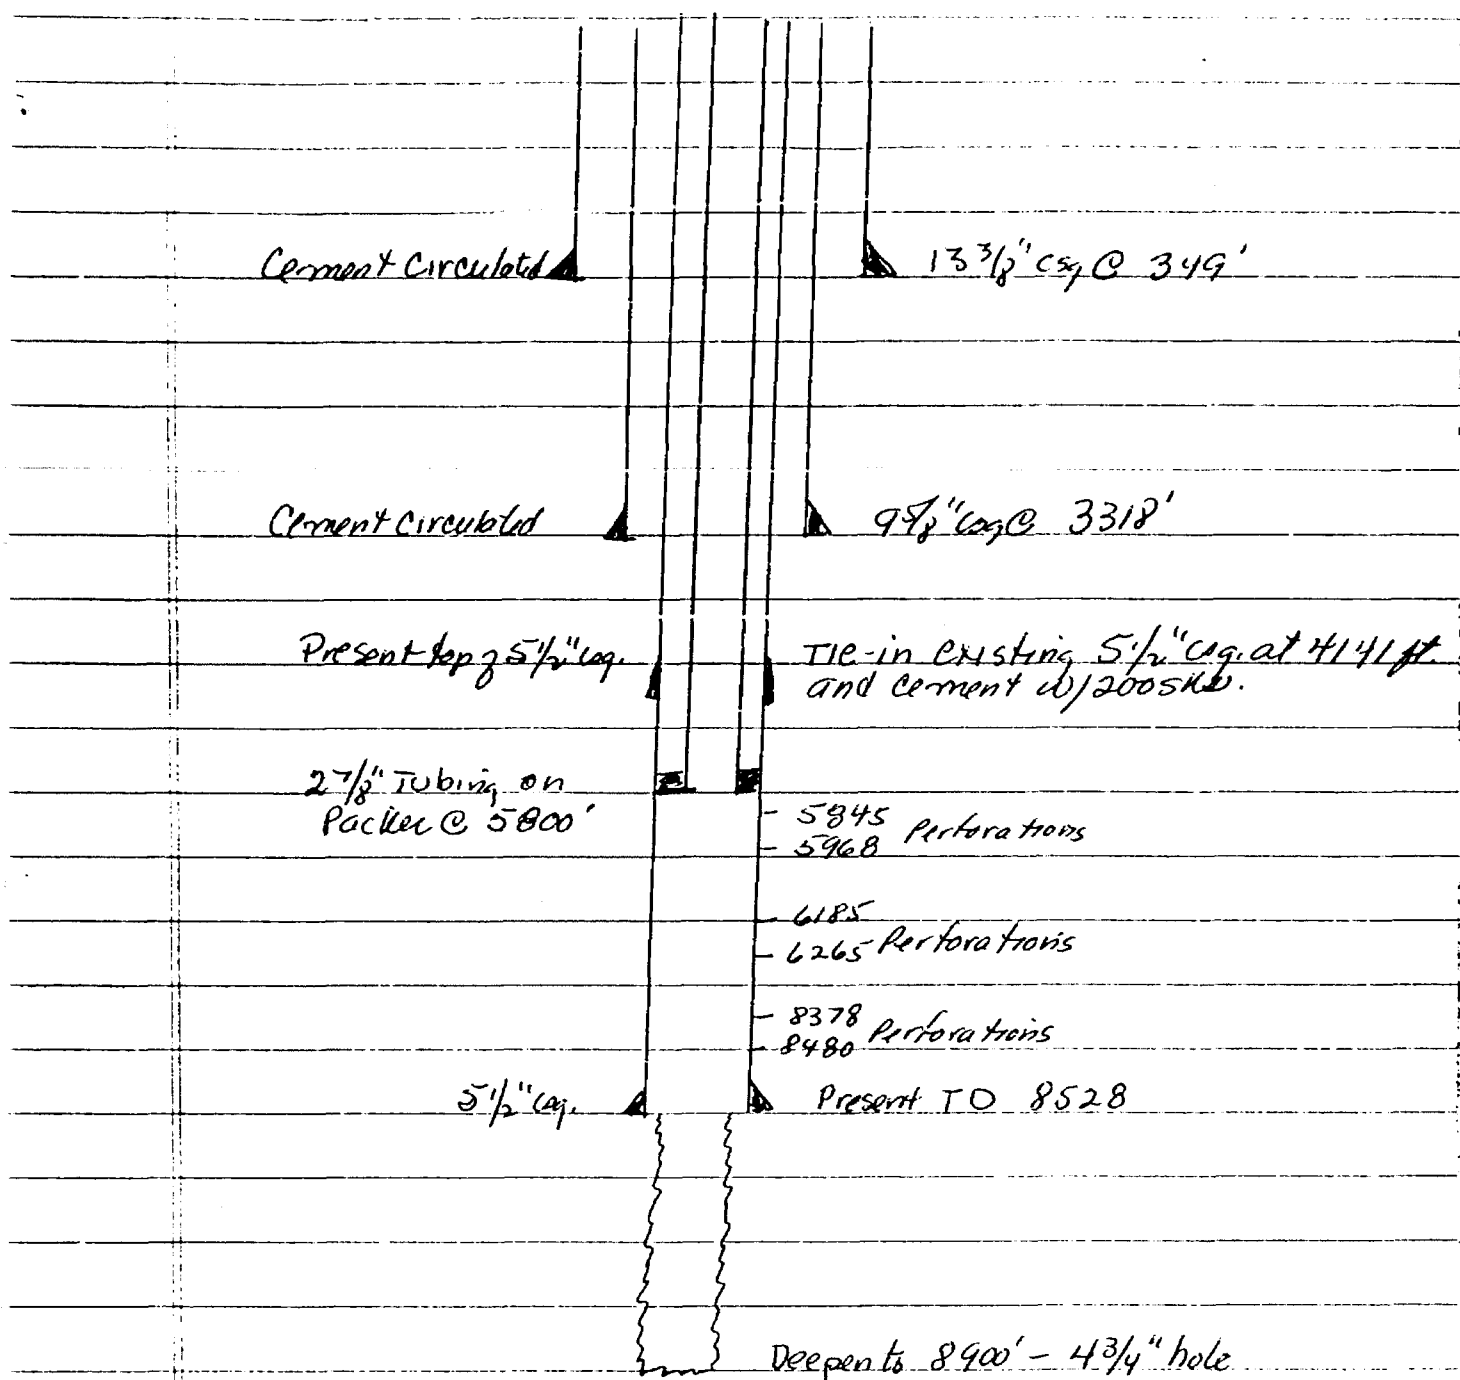 Cement Circulated
13 3/8" csg @ 349'
Cement Circulated
9 5/8" csg @ 3318'
Present top of 5 1/2" csg.
TIE-in existing 5 1/2" csg. at 4141 ft.
and cement w/200 sks.
2 7/8" Tubing on
Packer @ 5800'
5845
5968 Perforations
6185
6265 Perforations
8378
8480 Perforations
5 1/2" csg.
Present TD 8528
Deepen to 8900' - 4 3/4" hole